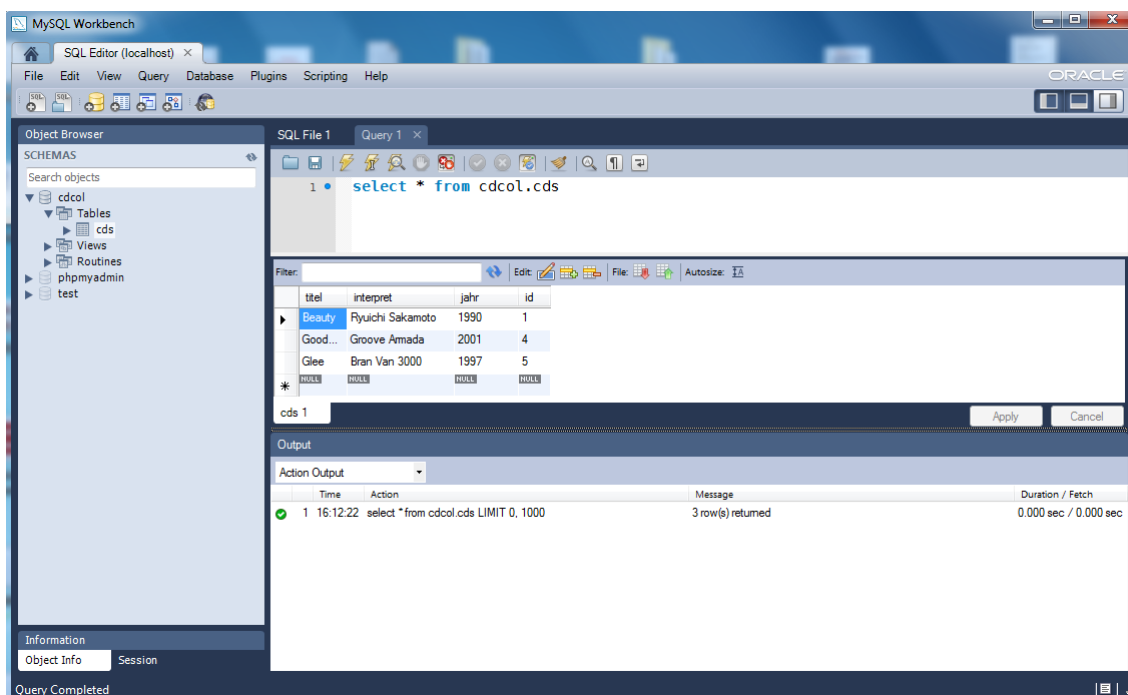 MySQL Workbench
SQL Editor (localhost)
File Edit View Query Database Plugins Scripting Help
ORACLE
SQL SQL
Object Browser
SCHEMAS
Search objects
cdcol
Tables
cds
Views
Routines
phpmyadmin
test
SQL File 1 Query 1
1 select * from cdcol.cds
Filter: Edit: File: Autosize:
titel interpret jahr id
Beauty Ryuichi Sakamoto 1990 1
Good... Groove Armada 2001 4
Glee Bran Van 3000 1997 5
NULL NULL NULL NULL
cds 1
Apply Cancel
Output
Action Output
Time Action Message Duration / Fetch
1 16:12:22 select * from cdcol.cds LIMIT 0, 1000 3 row(s) returned 0.000 sec / 0.000 sec
Information
Object Info Session
Query Completed